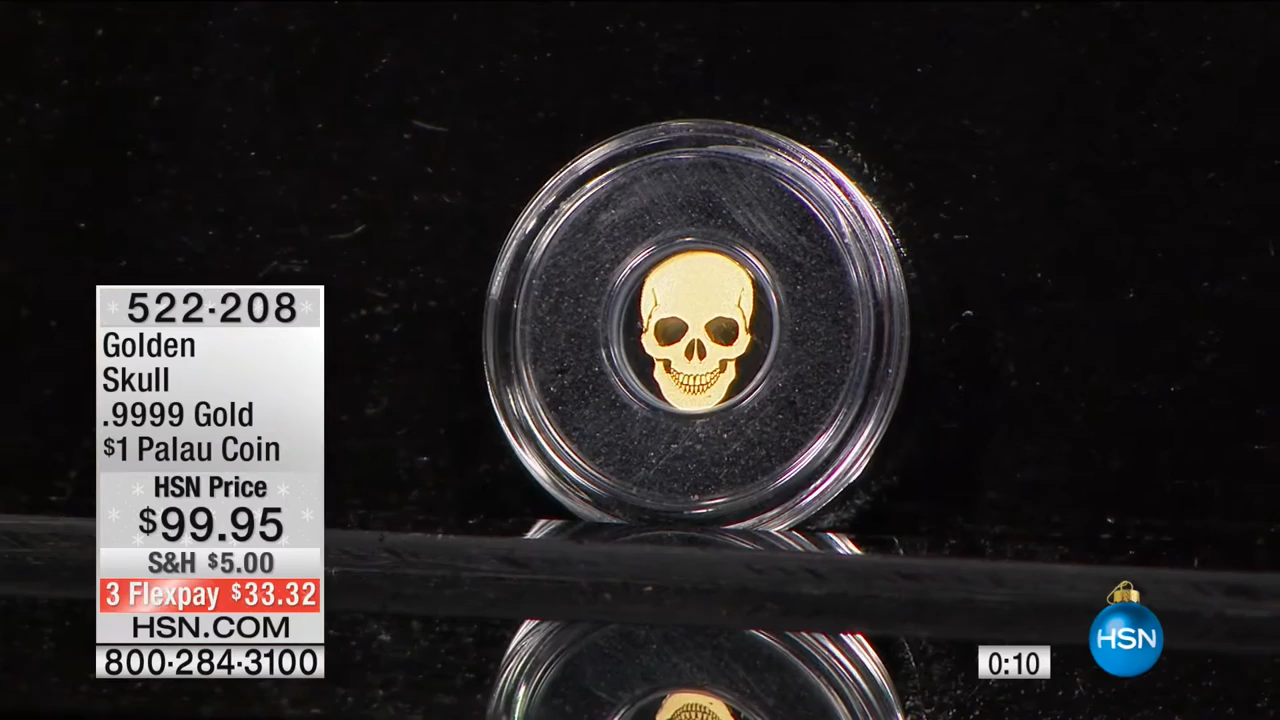 522·208
Golden
Skull
.9999 Gold
$1 Palau Coin
HSN Price
$99.95
S&H $5.00
3 Flexpay $33.32
HSN.COM
800·284·3100
0:10
HSN